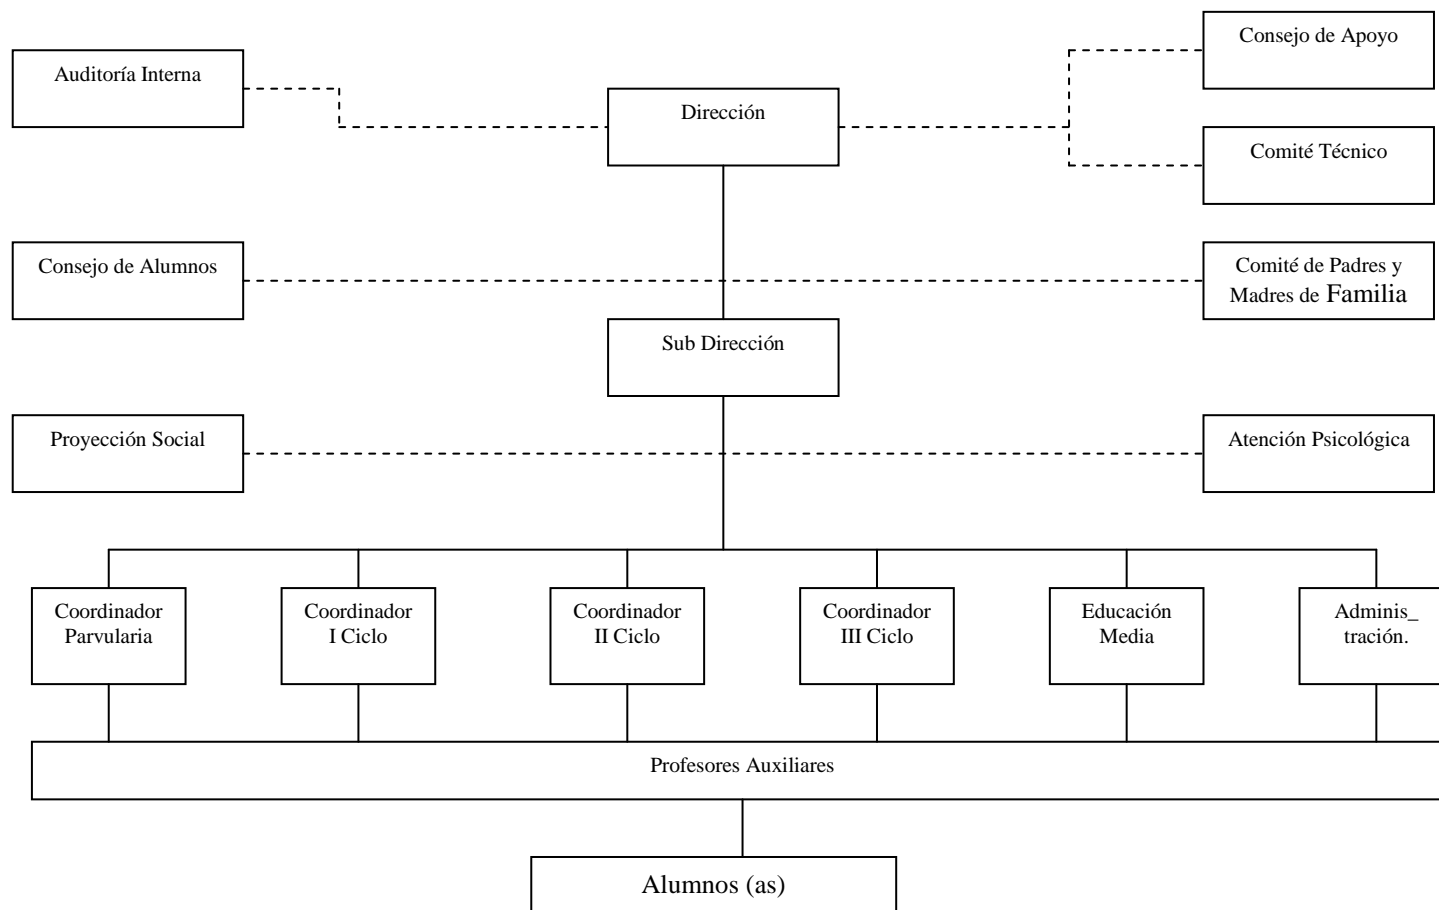 Consejo de Apoyo
Auditoría Interna
Dirección
Comité Técnico
Consejo de Alumnos
Comité de Padres y
Madres de Familia
Sub Dirección
Proyección Social
Atención Psicológica
Coordinador
Parvularia
Coordinador
I Ciclo
Coordinador
II Ciclo
Coordinador
III Ciclo
Educación
Media
Adminis_
tración.
Profesores Auxiliares
Alumnos (as)